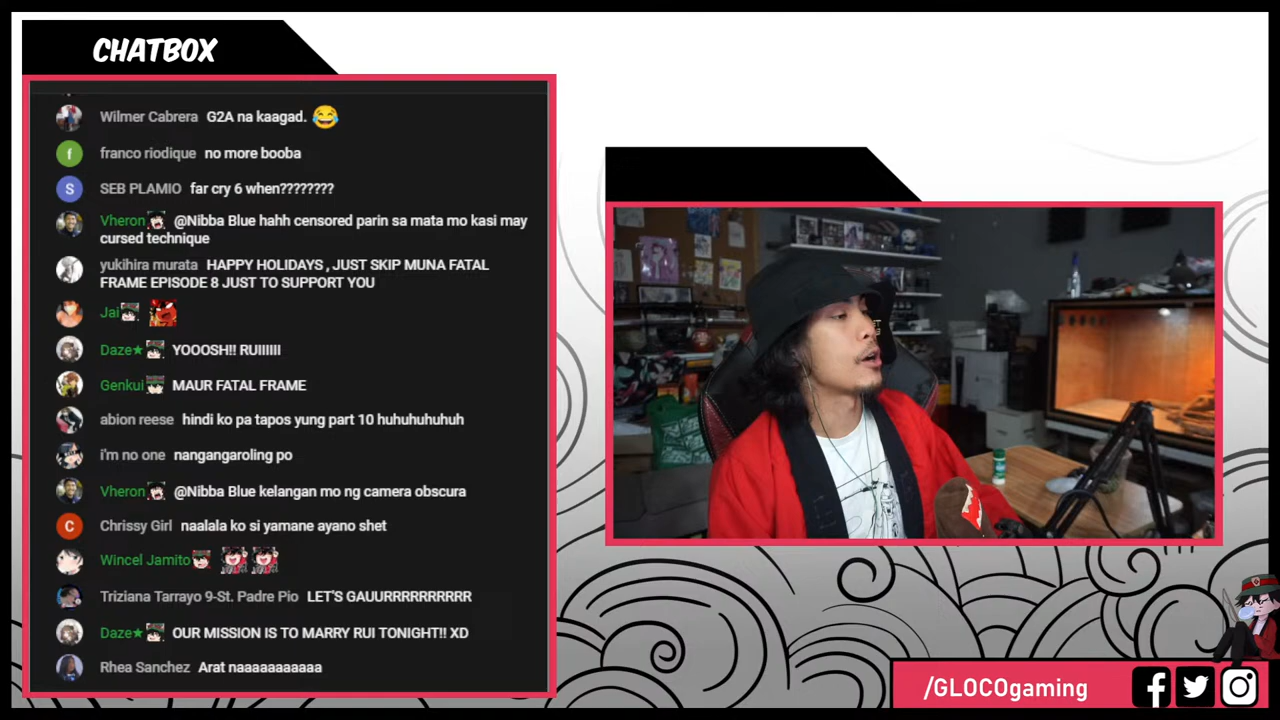 CHATBOX
Wilmer Cabrera G2A na kaagad.
franco riodique no more booba
SEB PLAMIO far cry 6 when????????
Vheron @Nibba Blue hahh censored parin sa mata mo kasi may
cursed technique
yukihira murata HAPPY HOLIDAYS , JUST SKIP MUNA FATAL
FRAME EPISODE 8 JUST TO SUPPORT YOU
Jai
Daze★ YOOOSH!! RUIIIIII
Genkui MAUR FATAL FRAME
abion reese hindi ko pa tapos yung part 10 huhuhuhuhuh
i'm no one nangangaroling po
Vheron @Nibba Blue kelangan mo ng camera obscura
Chrissy Girl naalala ko si yamane ayano shet
Wincel Jamito
Triziana Tarrayo 9-St. Padre Pio LET'S GAUURRRRRRRRRR
Daze★ OUR MISSION IS TO MARRY RUI TONIGHT!! XD
Rhea Sanchez Arat naaaaaaaaaaa
f
S
C
/GLOCOgaming